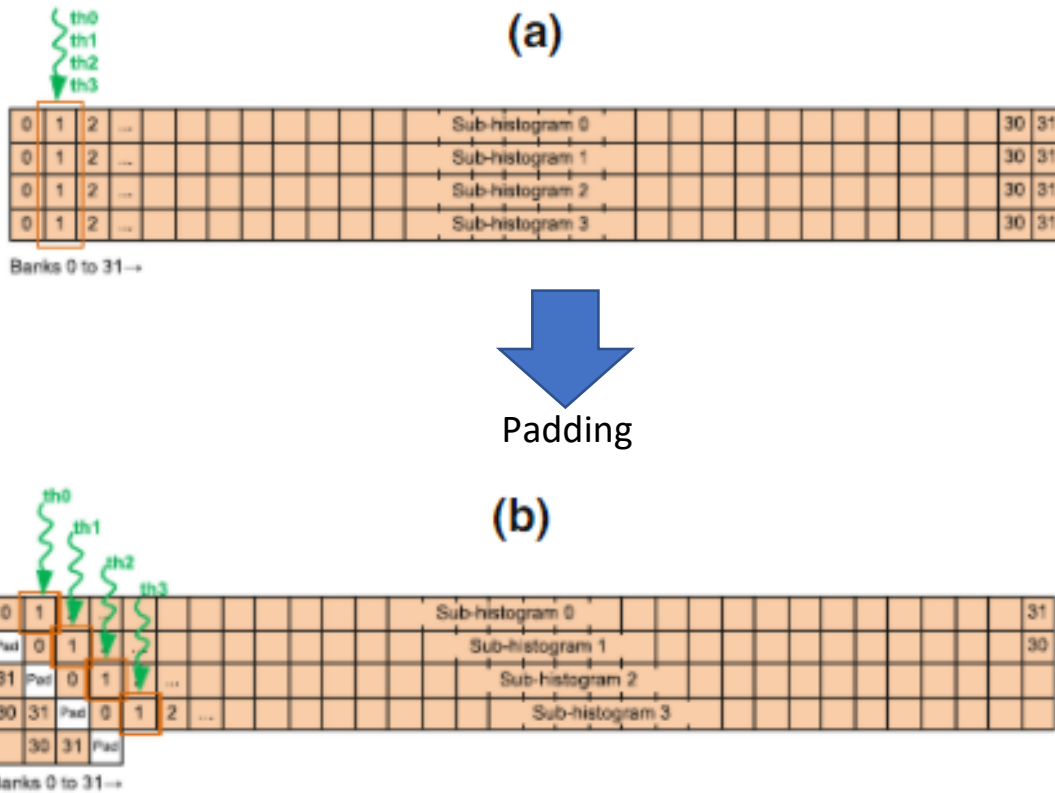 (a)
th0
th1
th2
th3
0 1 2 ... Sub-histogram 0 30 31
0 1 2 ... Sub-histogram 1 30 31
0 1 2 ... Sub-histogram 2 30 31
0 1 2 ... Sub-histogram 3 30 31
Banks 0 to 31→
Padding
(b)
th0
th1
th2
th3
0 1 Sub-histogram 0 31
Pad 0 1 Sub-histogram 1 30
31 Pad 0 1 ... Sub-histogram 2
30 31 Pad 0 1 2 ... Sub-histogram 3
30 31 Pad
Banks 0 to 31→